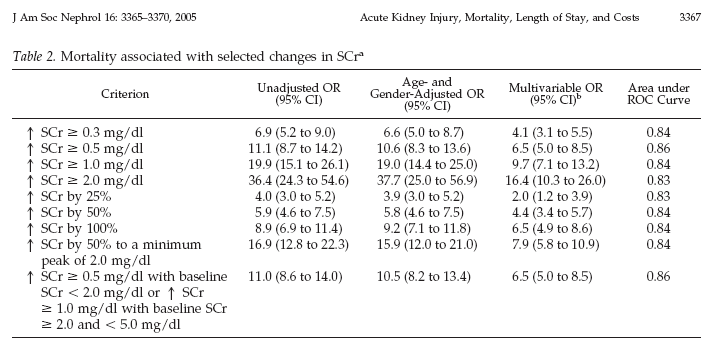 J Am Soc Nephrol 16: 3365–3370, 2005 Acute Kidney Injury, Mortality, Length of Stay, and Costs 3367
Table 2. Mortality associated with selected changes in SCrᵃ
Criterion Unadjusted OR (95% CI) Age- and Gender-Adjusted OR (95% CI) Multivariable OR (95% CI)ᵇ Area under ROC Curve
↑ SCr ≥ 0.3 mg/dl 6.9 (5.2 to 9.0) 6.6 (5.0 to 8.7) 4.1 (3.1 to 5.5) 0.84
↑ SCr ≥ 0.5 mg/dl 11.1 (8.7 to 14.2) 10.6 (8.3 to 13.6) 6.5 (5.0 to 8.5) 0.86
↑ SCr ≥ 1.0 mg/dl 19.9 (15.1 to 26.1) 19.0 (14.4 to 25.0) 9.7 (7.1 to 13.2) 0.84
↑ SCr ≥ 2.0 mg/dl 36.4 (24.3 to 54.6) 37.7 (25.0 to 56.9) 16.4 (10.3 to 26.0) 0.83
↑ SCr by 25% 4.0 (3.0 to 5.2) 3.9 (3.0 to 5.2) 2.0 (1.2 to 3.9) 0.83
↑ SCr by 50% 5.9 (4.6 to 7.5) 5.8 (4.6 to 7.5) 4.4 (3.4 to 5.7) 0.84
↑ SCr by 100% 8.9 (6.9 to 11.4) 9.2 (7.1 to 11.8) 6.5 (4.9 to 8.6) 0.84
↑ SCr by 50% to a minimum 16.9 (12.8 to 22.3) 15.9 (12.0 to 21.0) 7.9 (5.8 to 10.9) 0.84
peak of 2.0 mg/dl
↑ SCr ≥ 0.5 mg/dl with baseline 11.0 (8.6 to 14.0) 10.5 (8.2 to 13.4) 6.5 (5.0 to 8.5) 0.86
SCr < 2.0 mg/dl or ↑ SCr
≥ 1.0 mg/dl with baseline SCr
≥ 2.0 and < 5.0 mg/dl